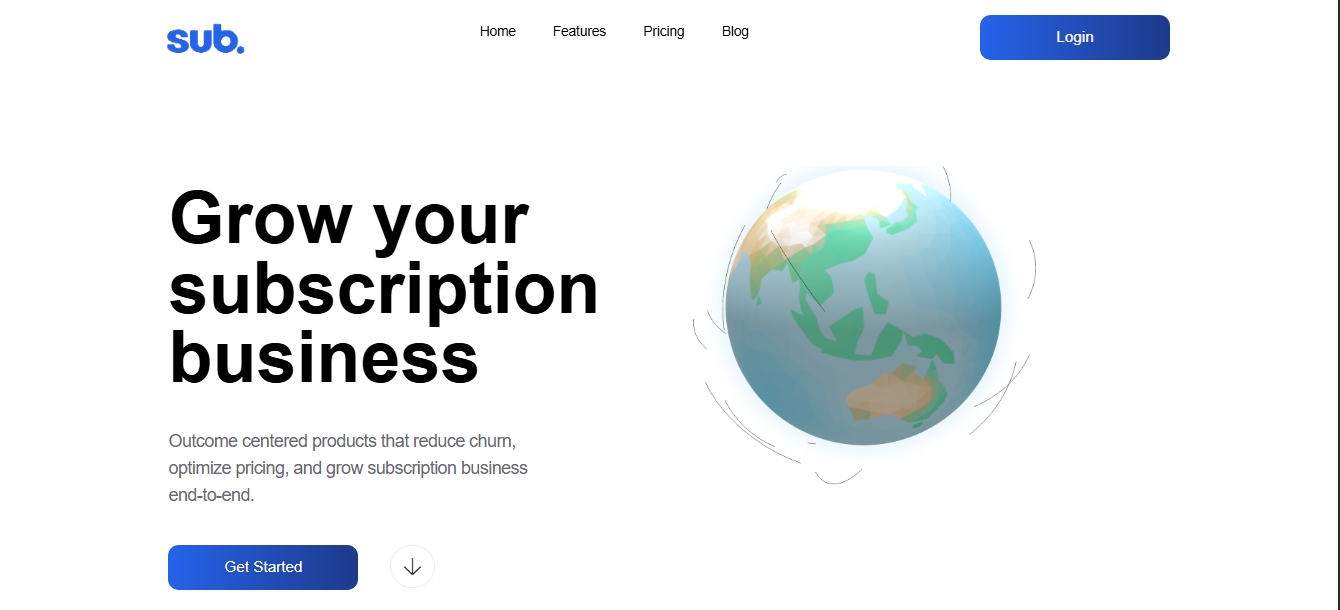 sub.
Home
Features
Pricing
Blog
Login
Grow your
subscription
business
Outcome centered products that reduce churn,
optimize pricing, and grow subscription business
end-to-end.
Get Started